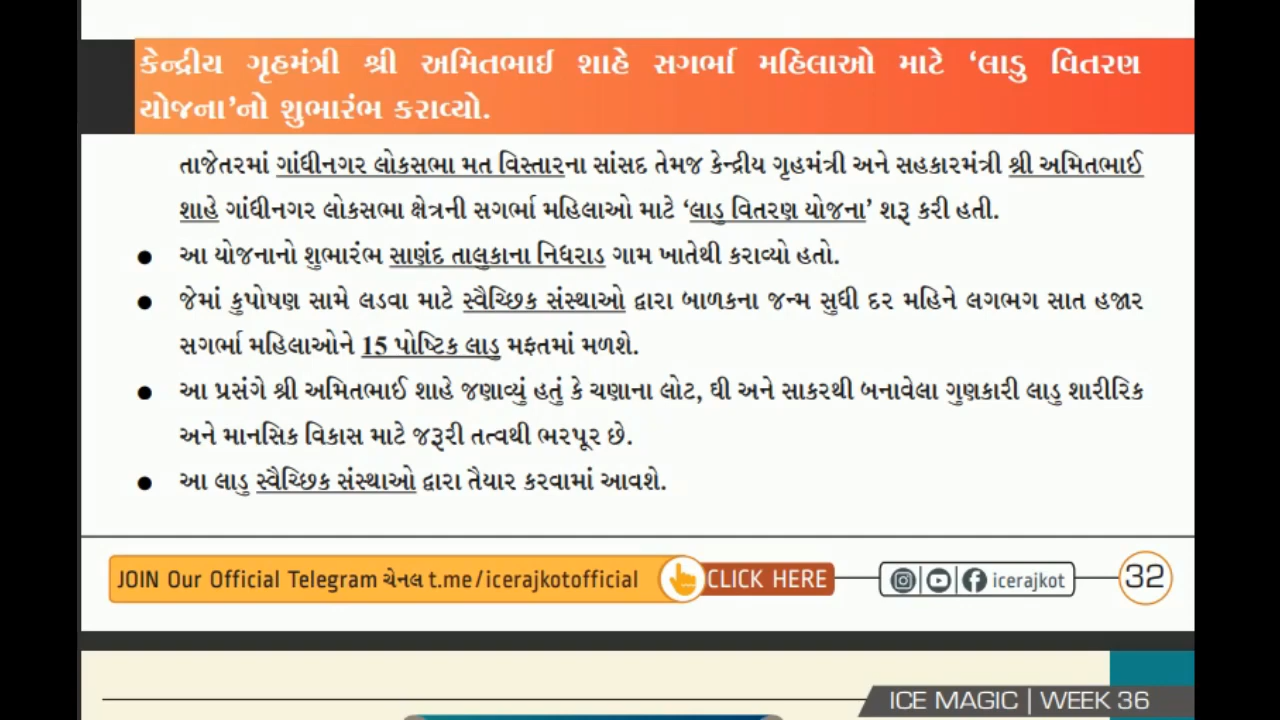 કેન્દ્રીય ગૃહમંત્રી શ્રી અમિતભાઈ શાહે સગર્ભા મહિલાઓ માટે ‘લાડુ વિતરણ
યોજના’નો શુભારંભ કરાવ્યો.
તાજેતરમાં ગાંધીનગર લોકસભા મત વિસ્તારના સાંસદ તેમજ કેન્દ્રીય ગૃહમંત્રી અને સહકારમંત્રી શ્રી અમિતભાઈ
શાહે ગાંધીનગર લોકસભા ક્ષેત્રની સગર્ભા મહિલાઓ માટે ‘લાડુ વિતરણ યોજના’ શરૂ કરી હતી.
● આ યોજનાનો શુભારંભ સાણંદ તાલુકાના નિધરાડ ગામ ખાતેથી કરાવ્યો હતો.
● જેમાં કુપોષણ સામે લડવા માટે સ્વૈચ્છિક સંસ્થાઓ દ્વારા બાળકના જન્મ સુધી દર મહિને લગભગ સાત હજાર
સગર્ભા મહિલાઓને 15 પોષ્ટિક લાડુ મફતમાં મળશે.
● આ પ્રસંગે શ્રી અમિતભાઈ શાહે જણાવ્યું હતું કે ચણાના લોટ, ઘી અને સાકરથી બનાવેલા ગુણકારી લાડુ શારીરિક
અને માનસિક વિકાસ માટે જરૂરી તત્વથી ભરપૂર છે.
● આ લાડુ સ્વૈચ્છિક સંસ્થાઓ દ્વારા તૈયાર કરવામાં આવશે.
JOIN Our Official Telegram ચેનલ t.me/icerajkotofficial CLICK HERE icerajkot 32
ICE MAGIC | WEEK 36